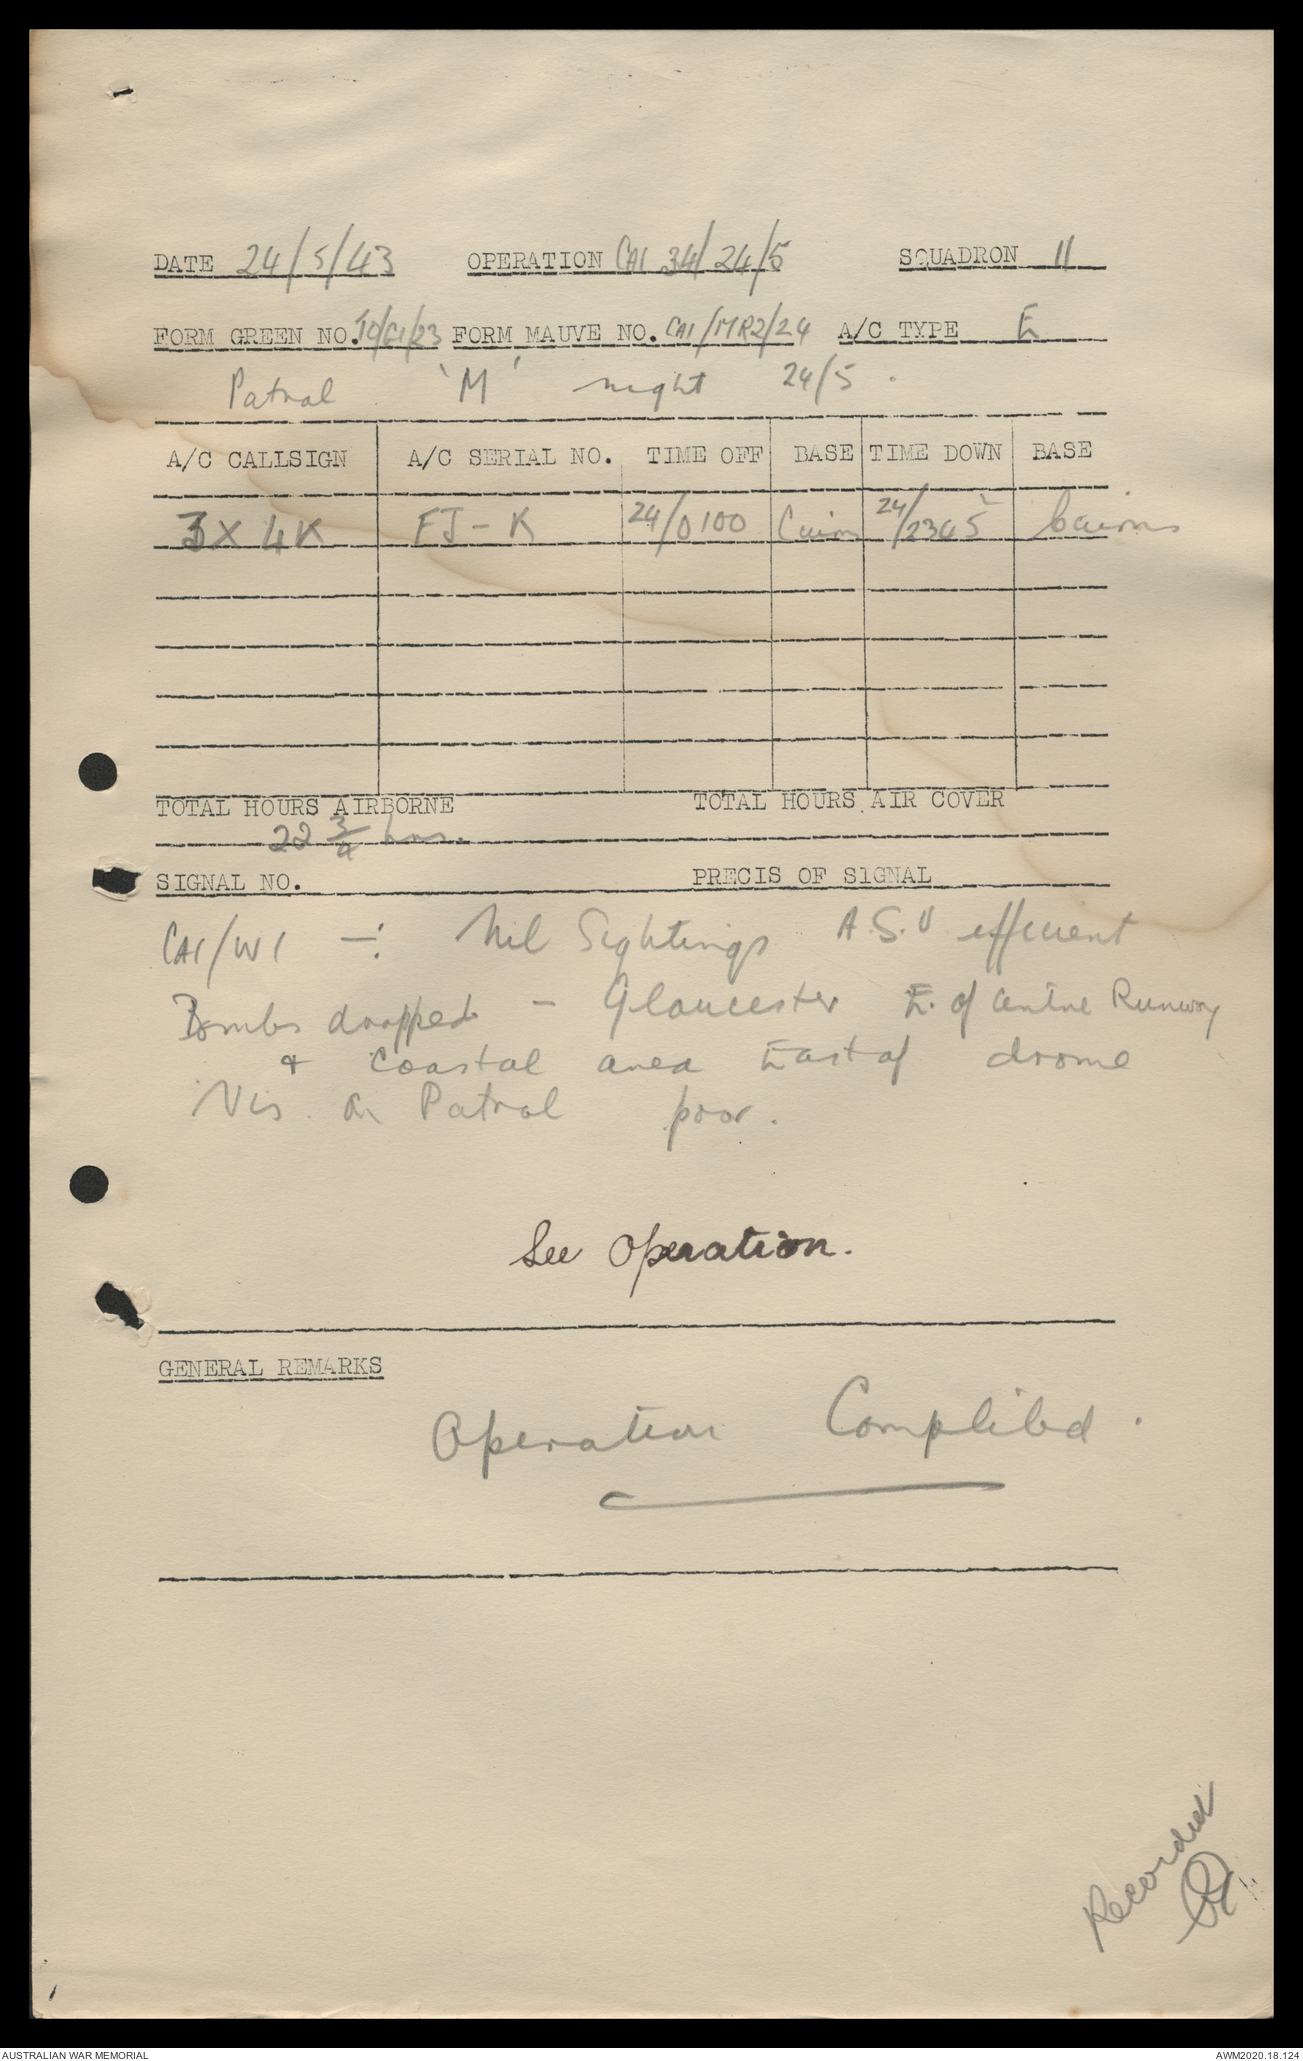 DATE 24/5/43 OPERATION CAI 34/24/5 SQUADRON 11
FORM GREEN NO. 10/G1/23 FORM MAUVE NO. CAI/MR2/24 A/C TYPE E
Patrol 'M' night 24/5.
A/C CALLSIGN A/C SERIAL NO. TIME OFF BASE TIME DOWN BASE
3X4K FJ-K 24/0100 Cairns 24/2345 Cairns
TOTAL HOURS AIRBORNE TOTAL HOURS AIR COVER
22 3/4 hrs.
SIGNAL NO. PRECIS OF SIGNAL
CAI/W1 -: Nil Sightings A.S.V. efficient
Bombs dropped - Gloucester E. of Centre Runway
& Coastal area East of drome
Vis. on Patrol poor.
See Operation.
GENERAL REMARKS
Operation Completed.
Recorded
AUSTRALIAN WAR MEMORIAL AWM2020.18.124